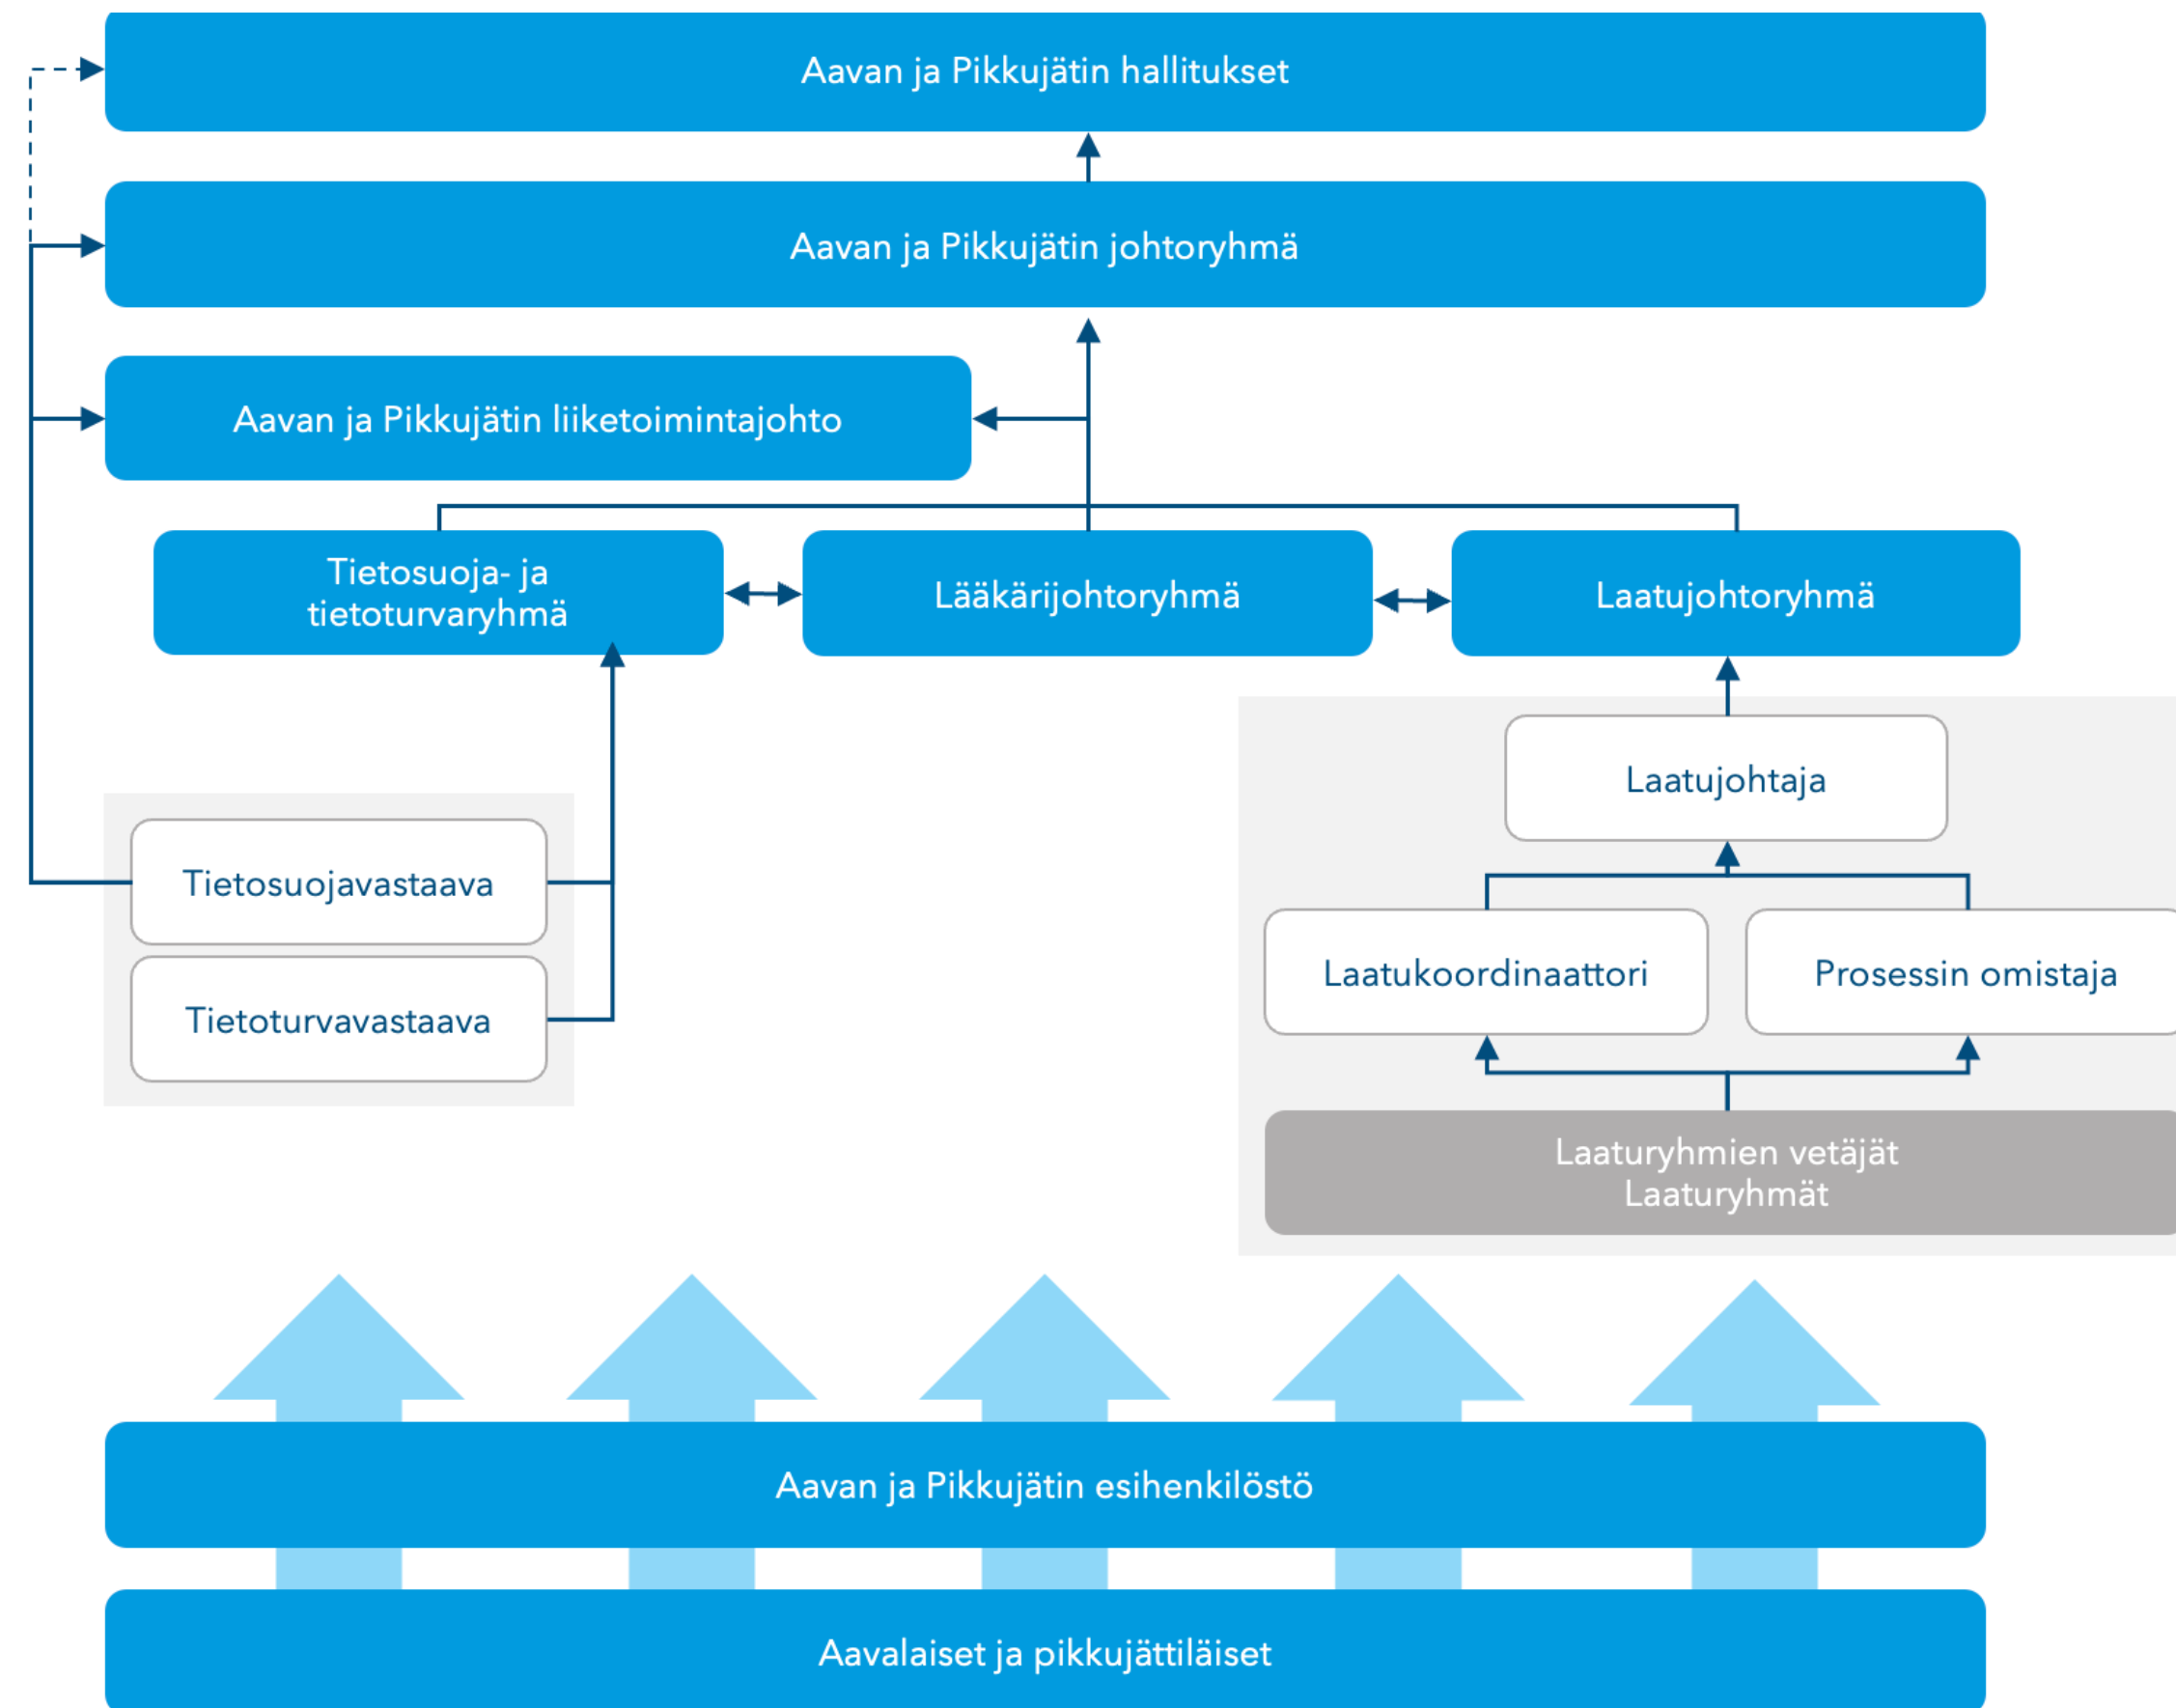 Aavan ja Pikkujätin hallitukset
Aavan ja Pikkujätin johtoryhmä
Aavan ja Pikkujätin liiketoimintajohto
Tietosuoja- ja
tietoturvaryhmä
Lääkärijohtoryhmä
Laatujohtoryhmä
Laatujohtaja
Tietosuojavastaava
Laatukoordinaattori
Prosessin omistaja
Tietoturvavastaava
Laaturyhmien vetäjät
Laaturyhmät
Aavan ja Pikkujätin esihenkilöstö
Aavalaiset ja pikkujättiläiset